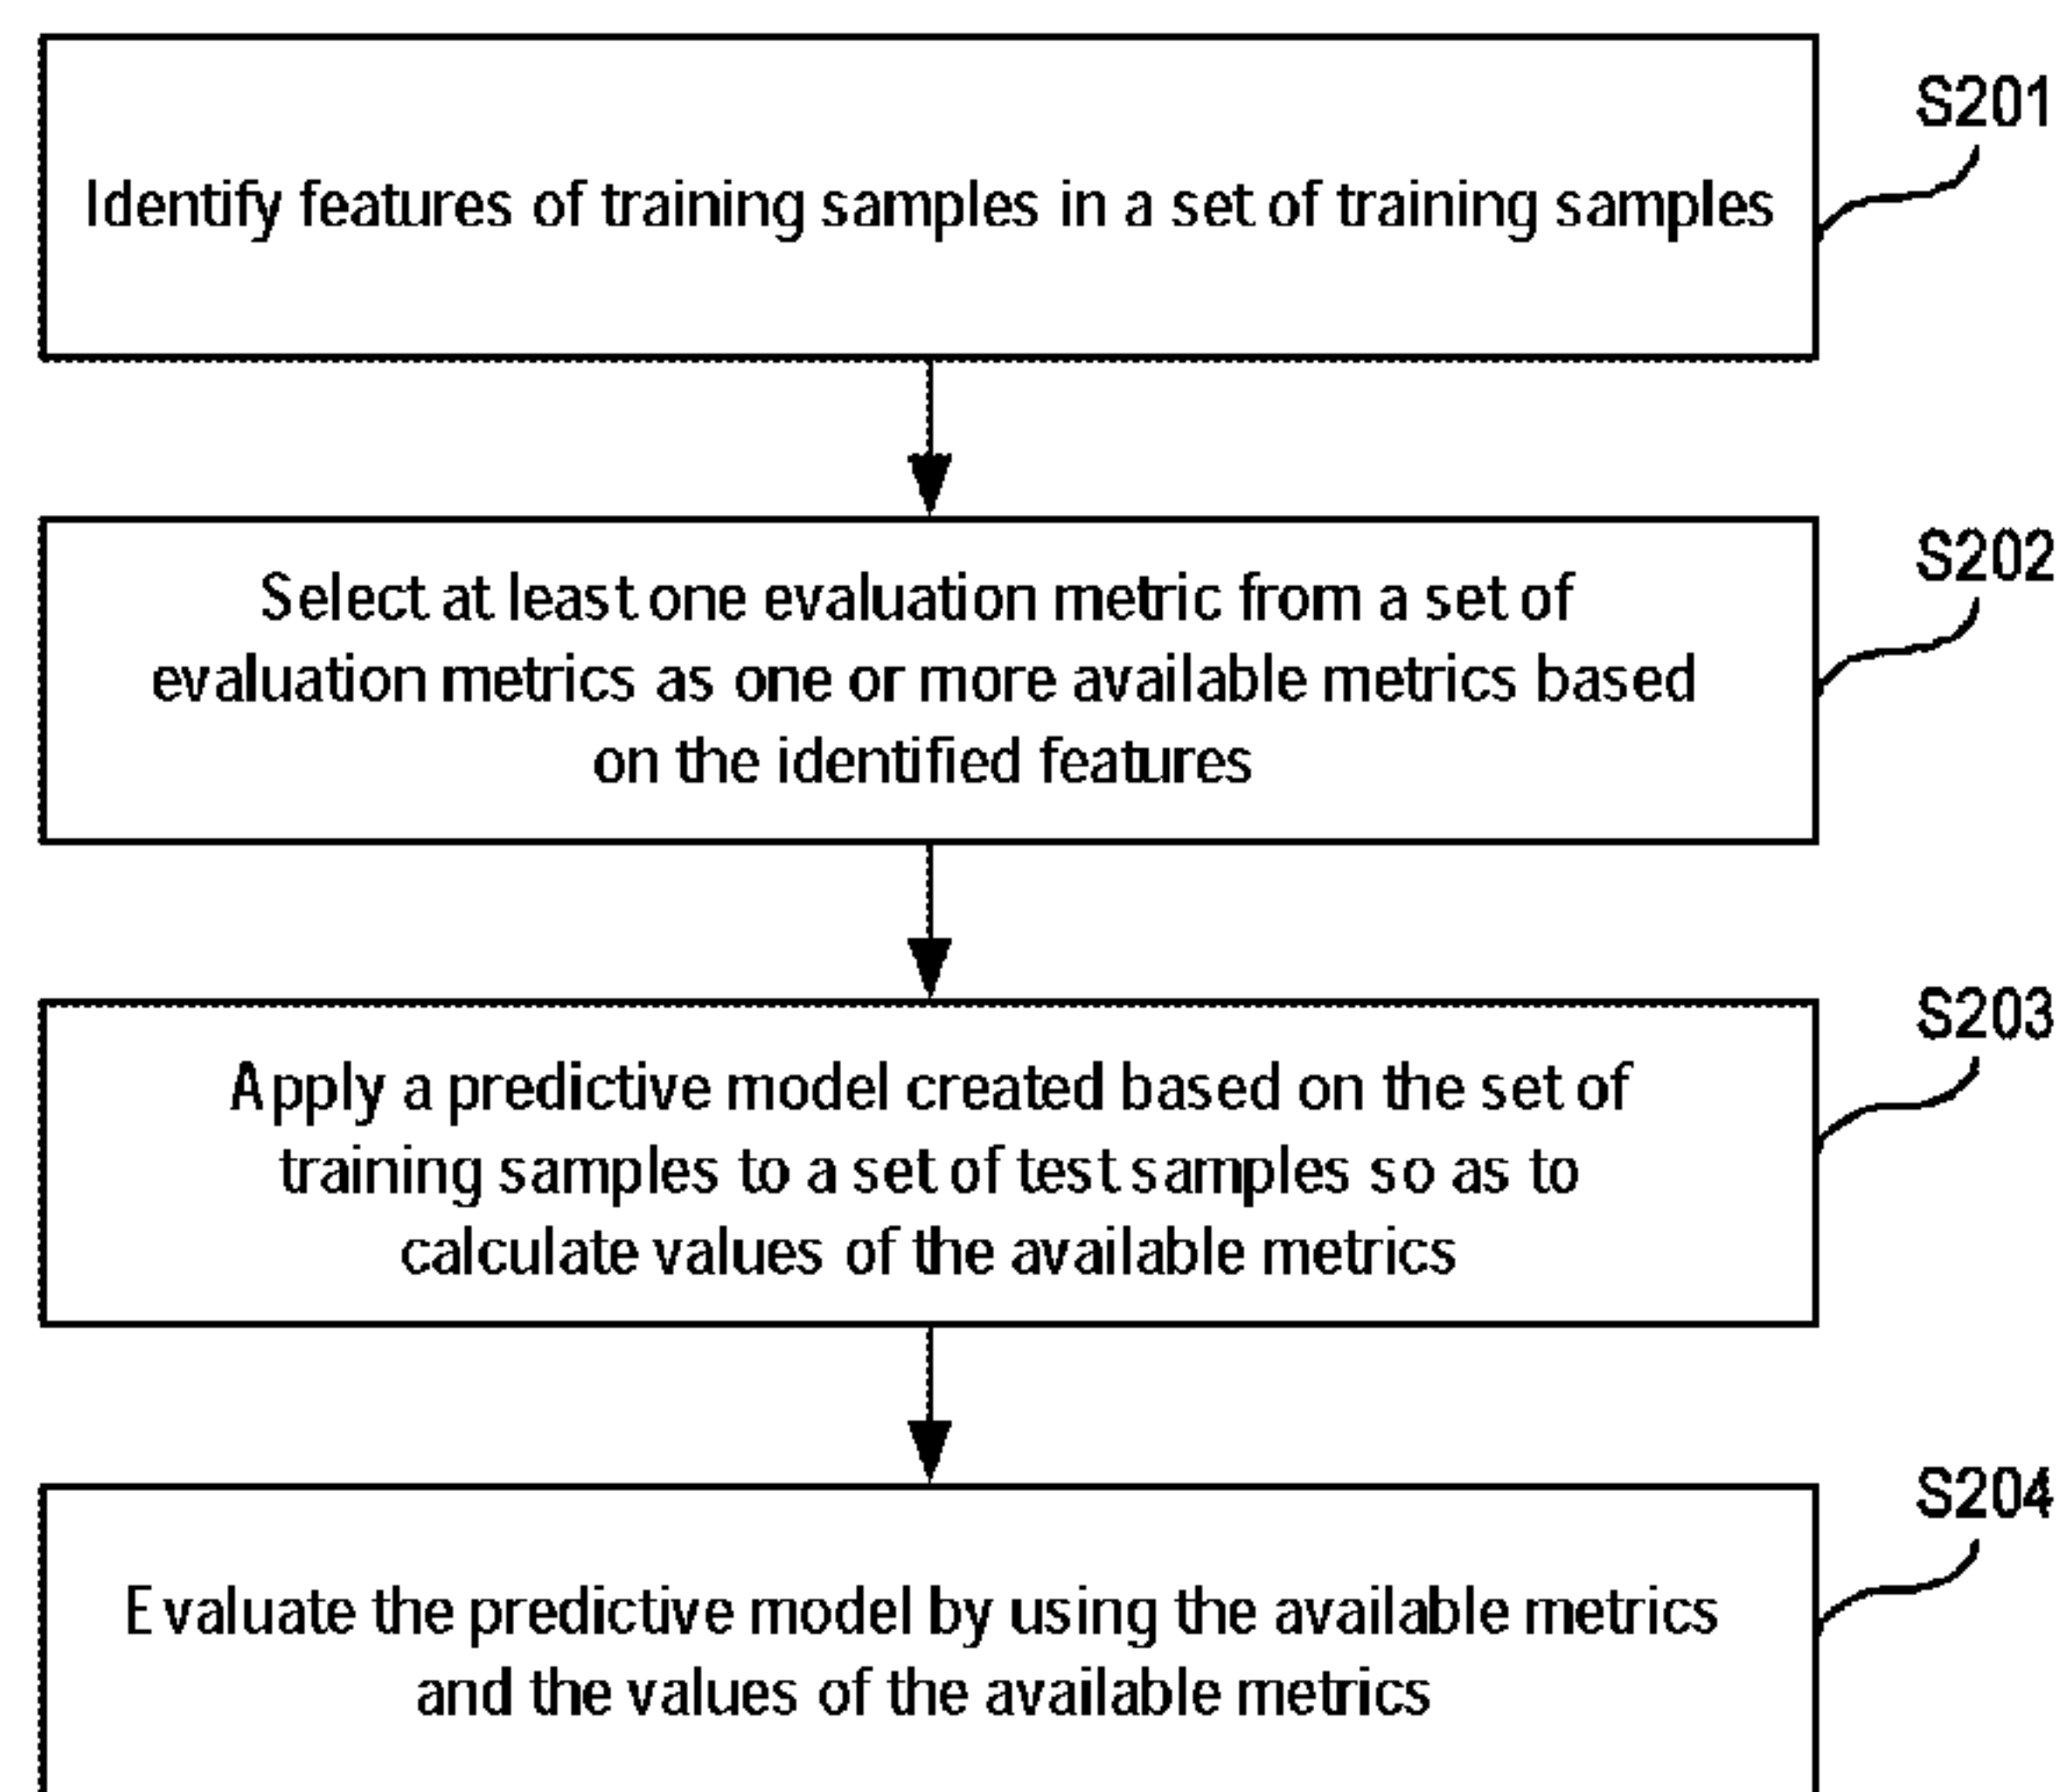 S201
Identify features of training samples in a set of training samples
S202
Select at least one evaluation metric from a set of
evaluation metrics as one or more available metrics based
on the identified features
S203
Apply a predictive model created based on the set of
training samples to a set of test samples so as to
calculate values of the available metrics
S204
Evaluate the predictive model by using the available metrics
and the values of the available metrics